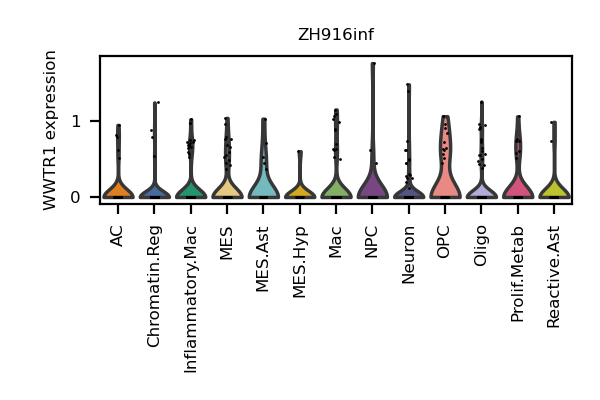 ZH916inf
WWTR1 expression
1
0
AC
Chromatin.Reg
Inflammatory.Mac
MES
MES.Ast
MES.Hyp
Mac
NPC
Neuron
OPC
Oligo
Prolif.Metab
Reactive.Ast